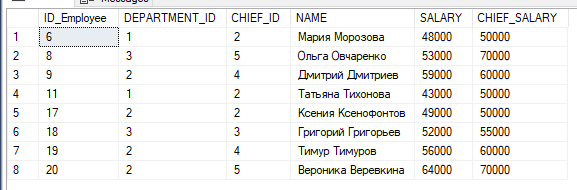 Messages
ID_Employee DEPARTMENT_ID CHIEF_ID NAME SALARY CHIEF_SALARY
1 6 1 2 Мария Морозова 48000 50000
2 8 3 5 Ольга Овчаренко 53000 70000
3 9 2 4 Дмитрий Дмитриев 59000 60000
4 11 1 2 Татьяна Тихонова 43000 50000
5 17 2 2 Ксения Ксенофонтов 49000 50000
6 18 3 3 Григорий Григорьев 52000 55000
7 19 2 4 Тимур Тимуров 56000 60000
8 20 2 5 Вероника Веревкина 64000 70000